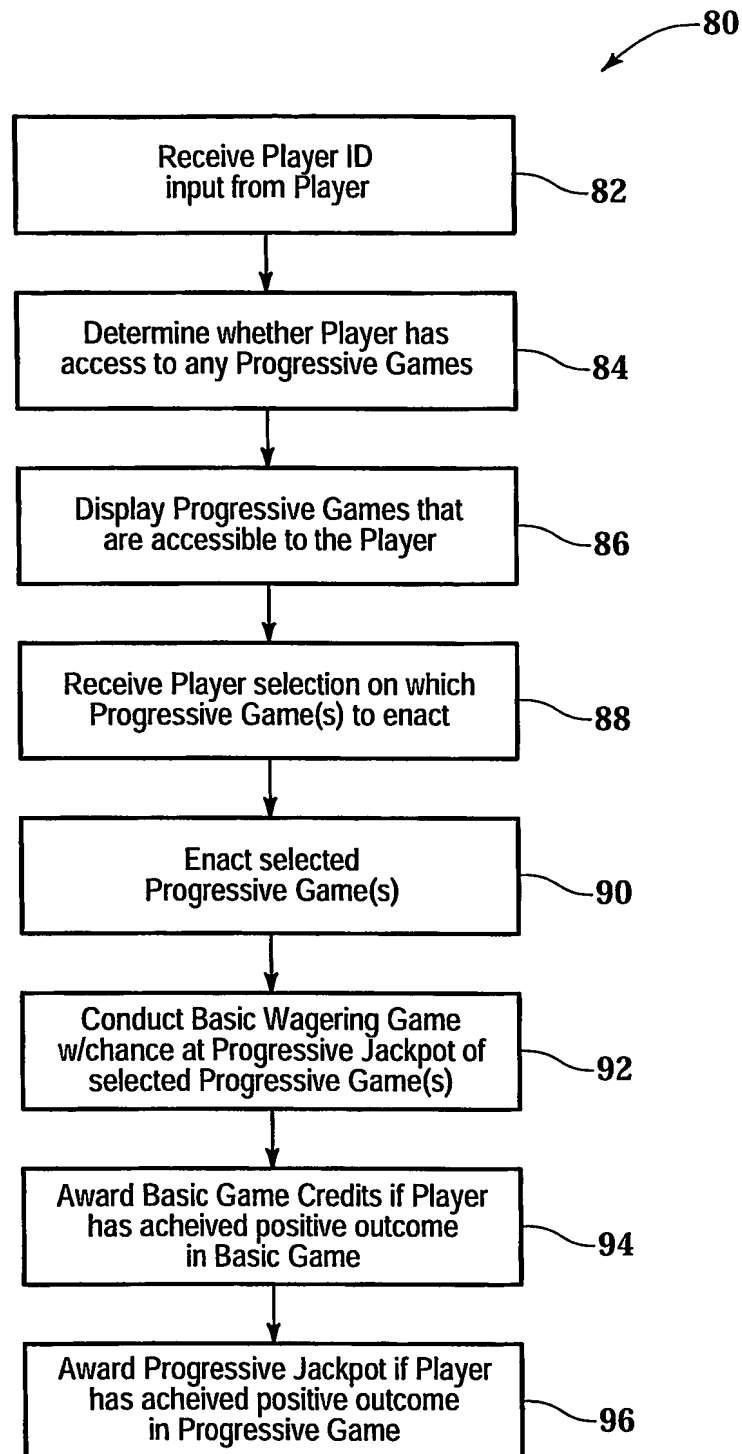 80
Receive Player ID
input from Player
82
Determine whether Player has
access to any Progressive Games
84
Display Progressive Games that
are accessible to the Player
86
Receive Player selection on which
Progressive Game(s) to enact
88
Enact selected
Progressive Game(s)
90
Conduct Basic Wagering Game
w/chance at Progressive Jackpot of
selected Progressive Game(s)
92
Award Basic Game Credits if Player
has acheived positive outcome
in Basic Game
94
Award Progressive Jackpot if Player
has acheived positive outcome
in Progressive Game
96